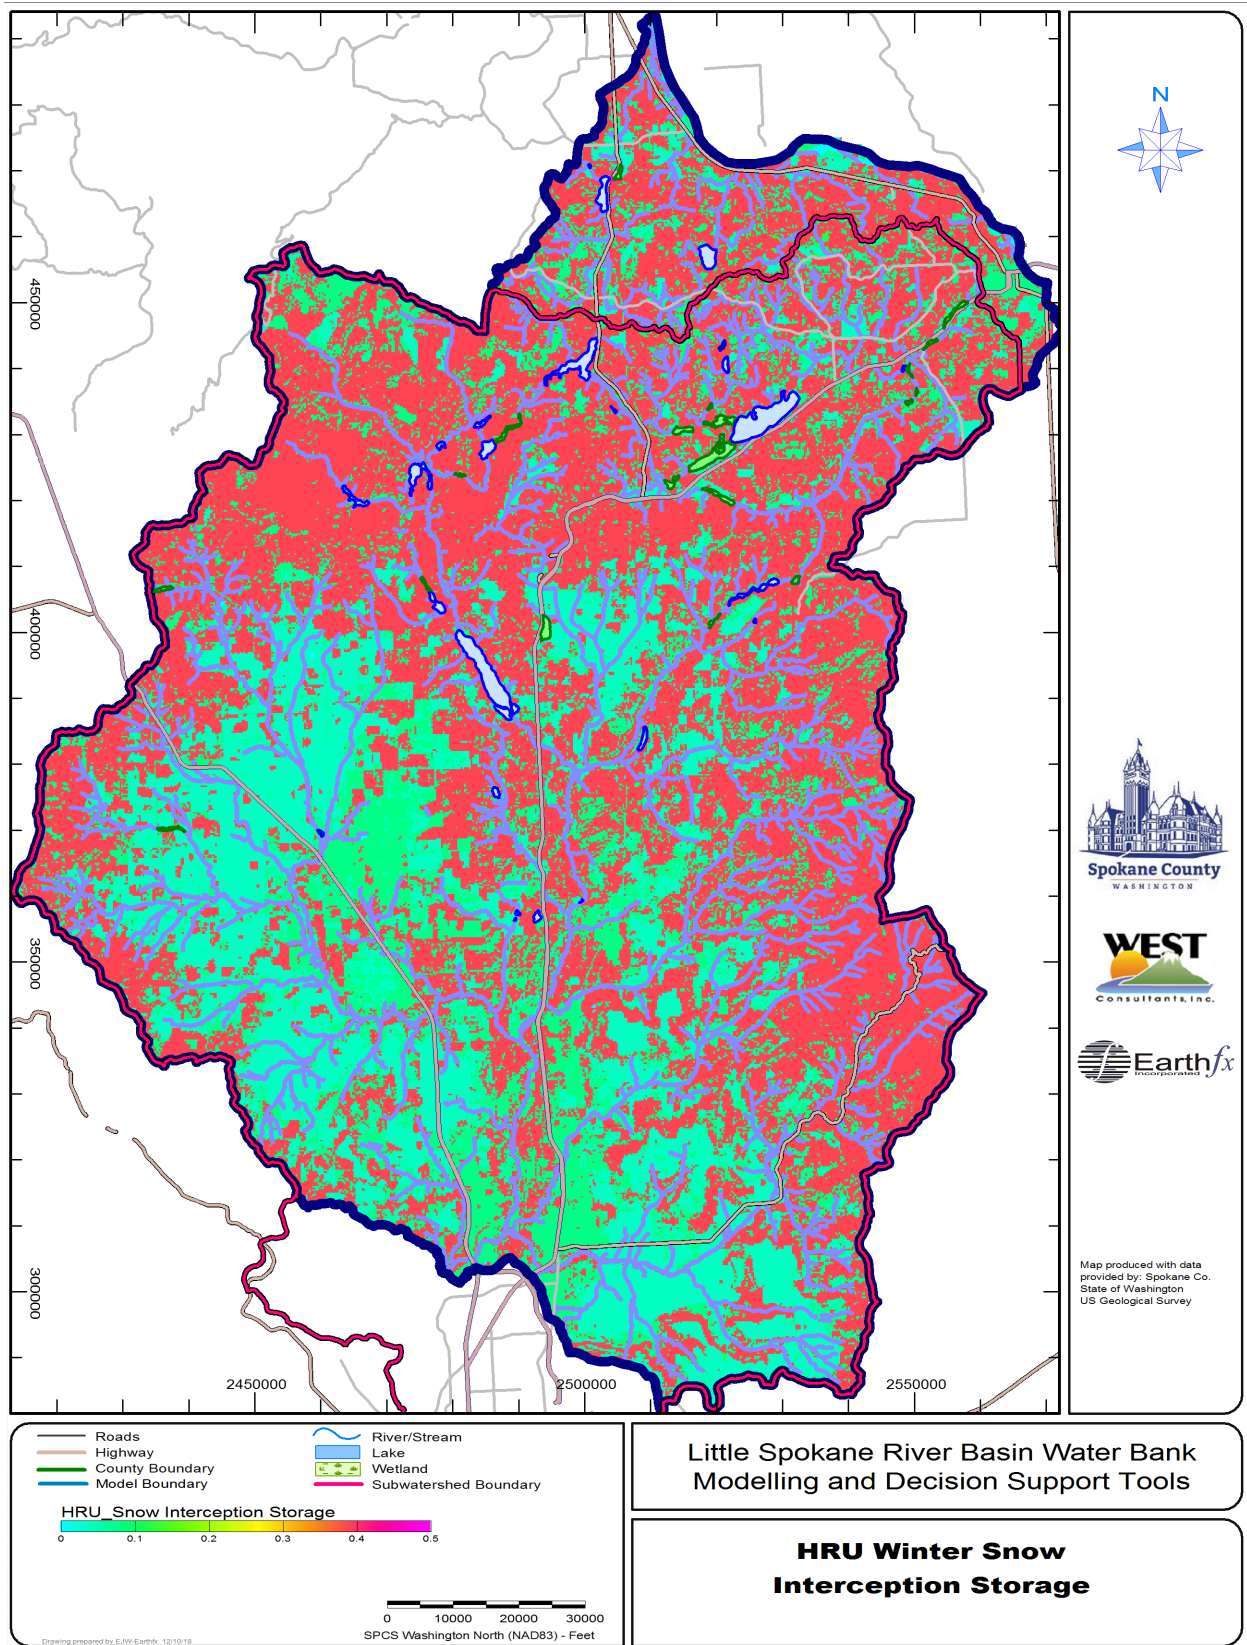 N
450000
400000
350000
300000
2450000
2500000
2550000
Spokane County
WASHINGTON
WEST
Consultants, Inc.
Earthfx
Incorporated
Map produced with data
provided by: Spokane Co.
State of Washington
US Geological Survey
Roads
Highway
County Boundary
Model Boundary
River/Stream
Lake
Wetland
Subwatershed Boundary
HRU_Snow Interception Storage
0 0.1 0.2 0.3 0.4 0.5
0 10000 20000 30000
SPCS Washington North (NAD83) - Feet
Drawing prepared by EJW-Earthfx 12/10/18
Little Spokane River Basin Water Bank
Modelling and Decision Support Tools
HRU Winter Snow
Interception Storage